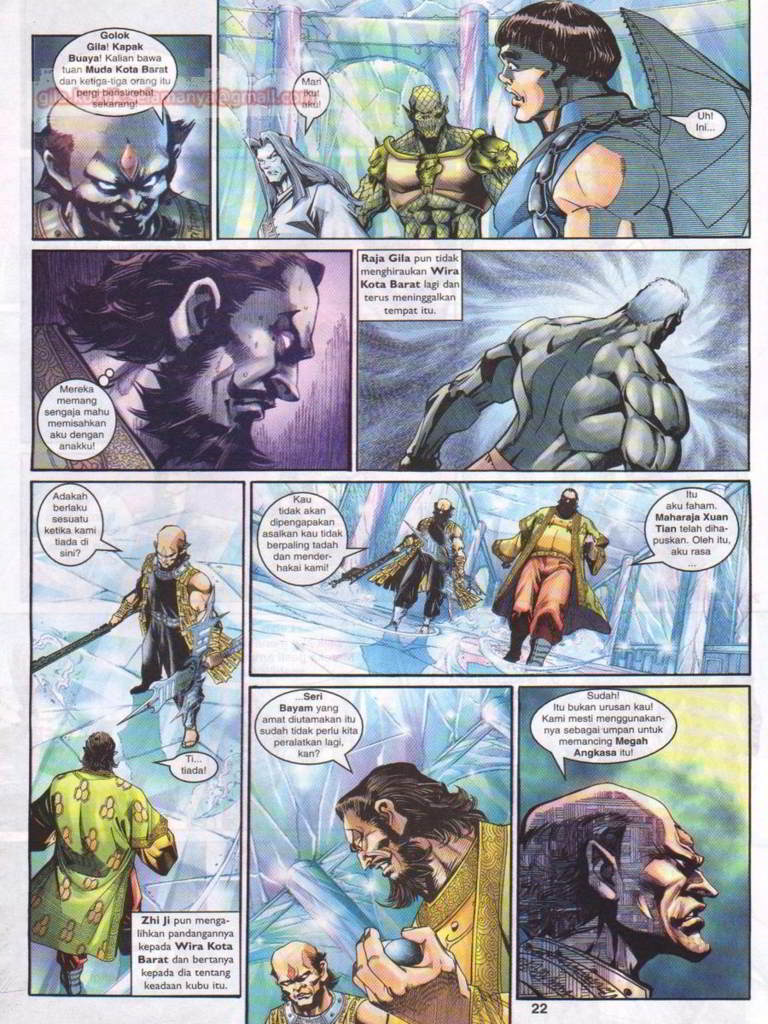 Golok
Gila! Kapak
Buaya! Kalian bawa
tuan Muda Kota Barat
dan ketiga-tiga orang itu
pergi beristirehat
sekarang!
Mari
ikut
aku!
Uh!
Ini...
Mereka
memang
sengaja mahu
memisahkan
aku dengan
anakku!
Raja Gila pun tidak
menghiraukan Wira
Kota Barat lagi dan
terus meninggalkan
tempat itu.
Adakah
berlaku
sesuatu
ketika kami
tiada di
sini?
Ti...
tiada!
Zhi Ji pun menga-
lihkan pandangannya
kepada Wira Kota
Barat dan bertanya
kepada dia tentang
keadaan kubu itu.
Kau
tidak akan
dipengapakan
asalkan kau tidak
berpaling tadah
dan mender-
hakai kami!
Itu
aku faham.
Maharaja Xuan
Tian telah diha-
puskan. Oleh itu,
aku rasa
...
...Seri
Bayam yang
amat diutamakan itu
sudah tidak perlu kita
peralatkan lagi,
kan?
Sudah!
Itu bukan urusan kau!
Kami mesti menggunakan-
nya sebagai umpan untuk
memancing Megah
Angkasa itu!
22